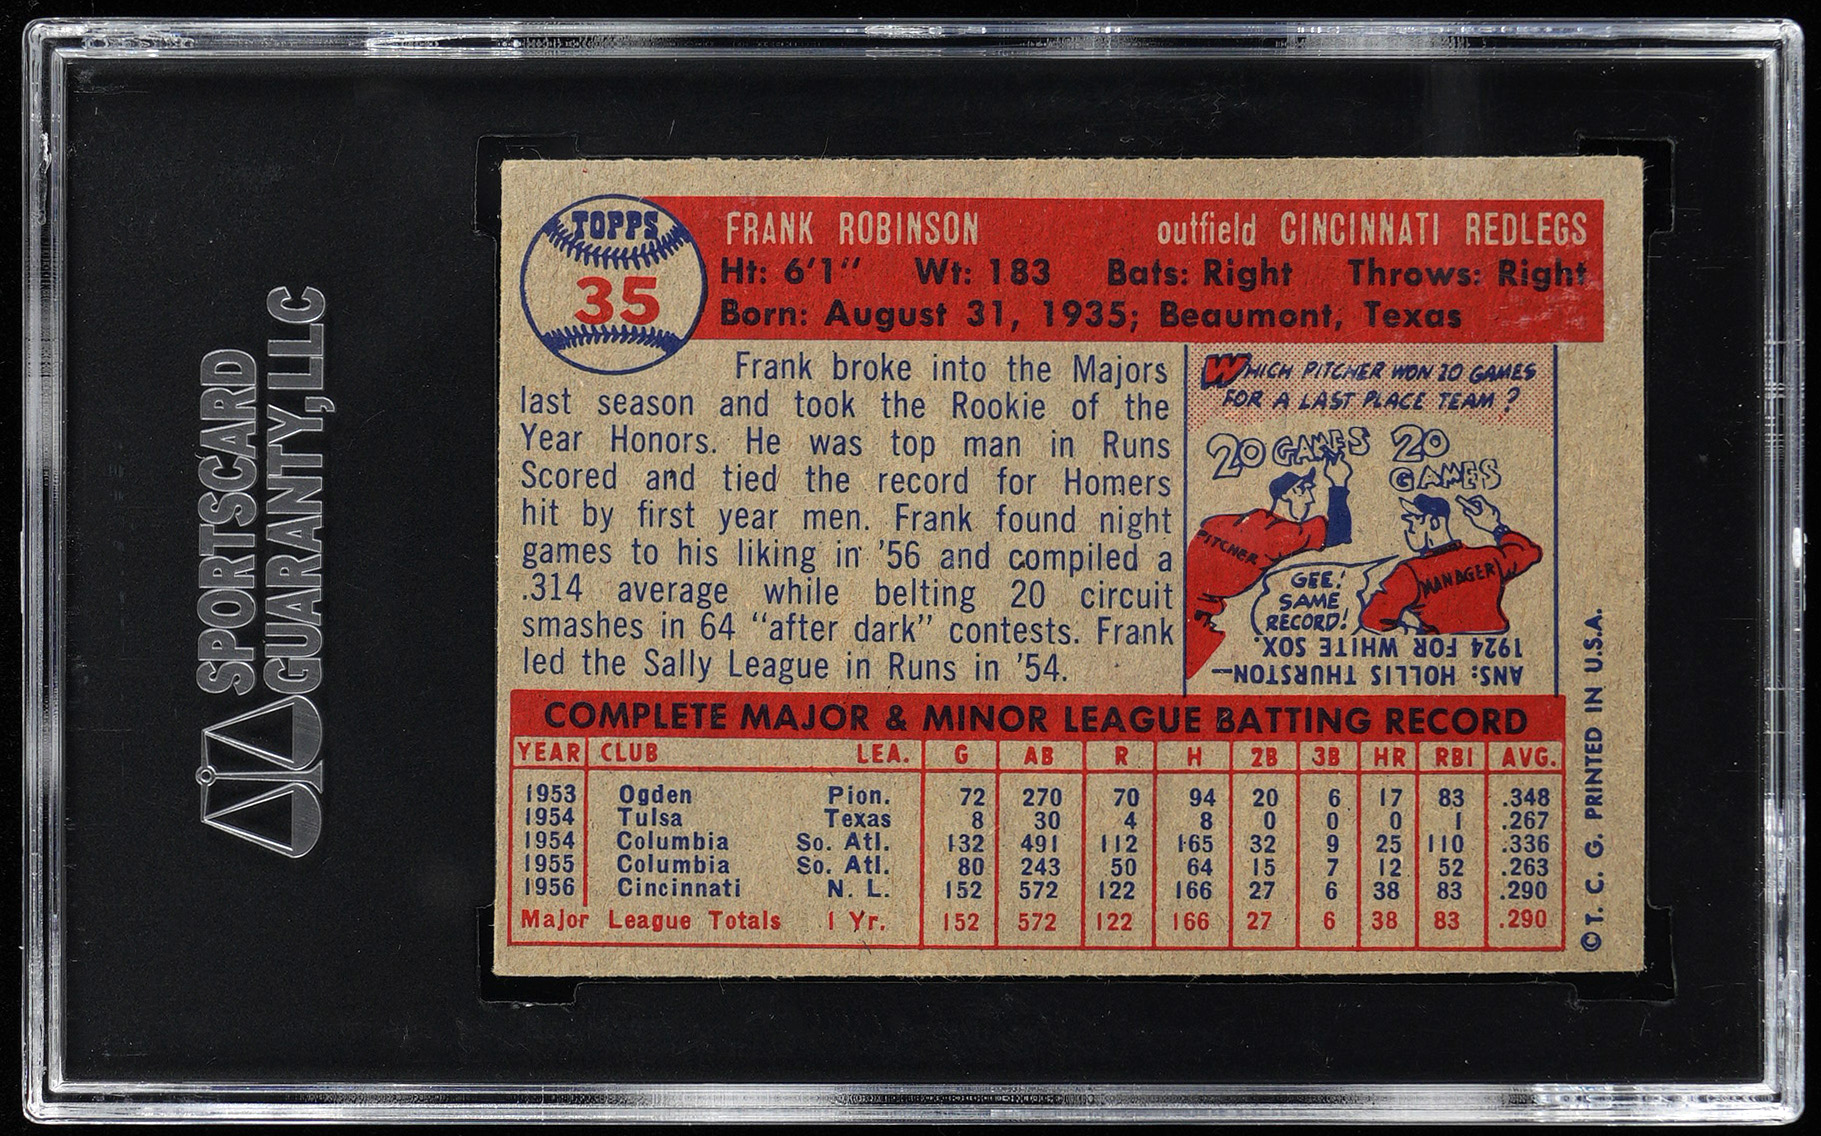 SPORTSCARD
GUARANTY, LLC
TOPPS
35
FRANK ROBINSON outfield CINCINNATI REDLEGS
Ht: 6'1" Wt: 183 Bats: Right Throws: Right
Born: August 31, 1935; Beaumont, Texas
Frank broke into the Majors
last season and took the Rookie of the
Year Honors. He was top man in Runs
Scored and tied the record for Homers
hit by first year men. Frank found night
games to his liking in '56 and compiled a
.314 average while belting 20 circuit
smashes in 64 "after dark" contests. Frank
led the Sally League in Runs in '54.
WHICH PITCHER WON 20 GAMES
FOR A LAST PLACE TEAM?
20 GAMES
20
GAMES
PITCHER
MANAGER
GEE!
SAME
RECORD!
ANS: HOLLIS THURSTON—
1924 FOR WHITE SOX.
COMPLETE MAJOR & MINOR LEAGUE BATTING RECORD
YEAR CLUB LEA. G AB R H 2B 3B HR RBI AVG.
1953 Ogden Pion. 72 270 70 94 20 6 17 83 .348
1954 Tulsa Texas 8 30 4 8 0 0 0 1 .267
1954 Columbia So. Atl. 132 491 112 165 32 9 25 110 .336
1955 Columbia So. Atl. 80 243 50 64 15 7 12 52 .263
1956 Cincinnati N. L. 152 572 122 166 27 6 38 83 .290
Major League Totals 1 Yr. 152 572 122 166 27 6 38 83 .290
© T. C. G. PRINTED IN U.S.A.